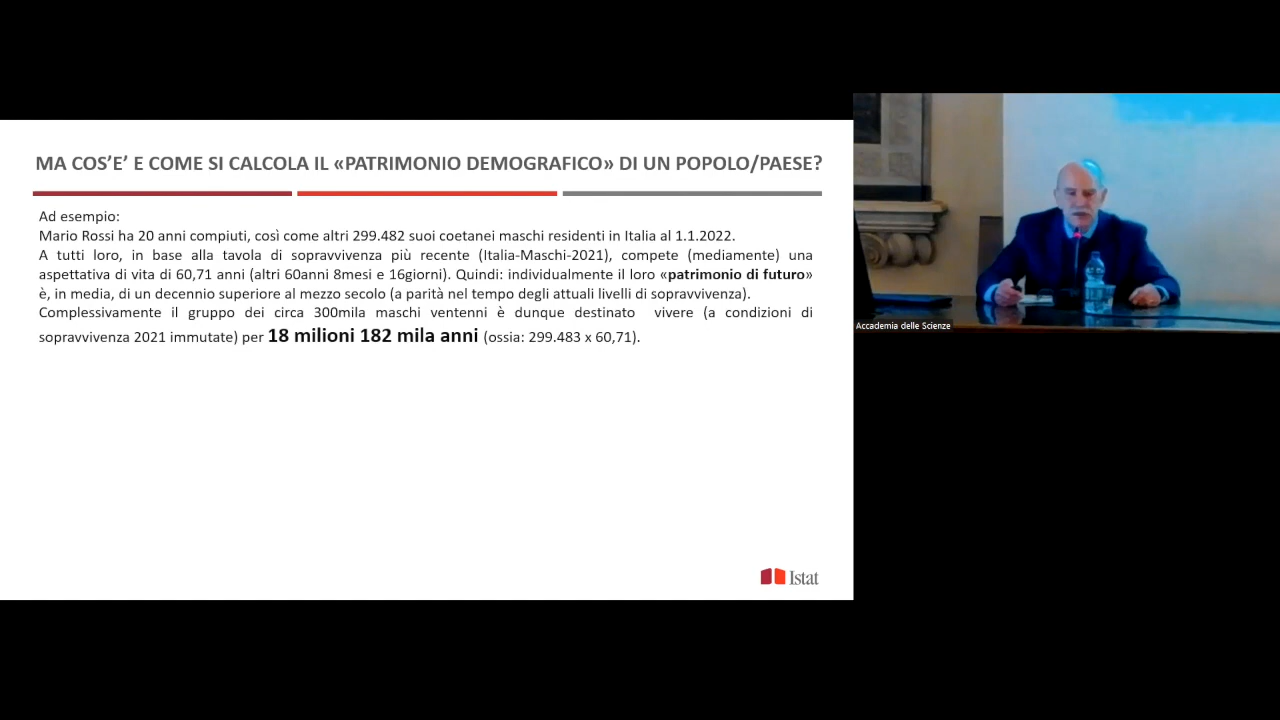 MA COS'E' E COME SI CALCOLA IL «PATRIMONIO DEMOGRAFICO» DI UN POPOLO/PAESE?
Ad esempio:
Mario Rossi ha 20 anni compiuti, così come altri 299.482 suoi coetanei maschi residenti in Italia al 1.1.2022.
A tutti loro, in base alla tavola di sopravvivenza più recente (Italia-Maschi-2021), compete (mediamente) una
aspettativa di vita di 60,71 anni (altri 60anni 8mesi e 16giorni). Quindi: individualmente il loro «patrimonio di futuro»
è, in media, di un decennio superiore al mezzo secolo (a parità nel tempo degli attuali livelli di sopravvivenza).
Complessivamente il gruppo dei circa 300mila maschi ventenni è dunque destinato vivere (a condizioni di
sopravvivenza 2021 immutate) per 18 milioni 182 mila anni (ossia: 299.483 x 60,71).
Istat
Accademia delle Scienze